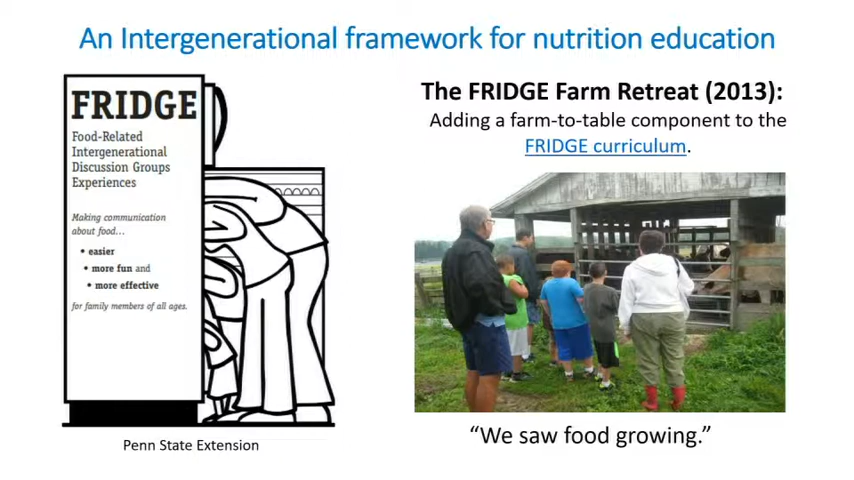 An Intergenerational framework for nutrition education
FRIDGE
Food-Related
Intergenerational
Discussion Groups
Experiences
Making communication
about food…
• easier
• more fun and
• more effective
for family members of all ages.
Penn State Extension
The FRIDGE Farm Retreat (2013):
Adding a farm-to-table component to the
FRIDGE curriculum.
“We saw food growing.”